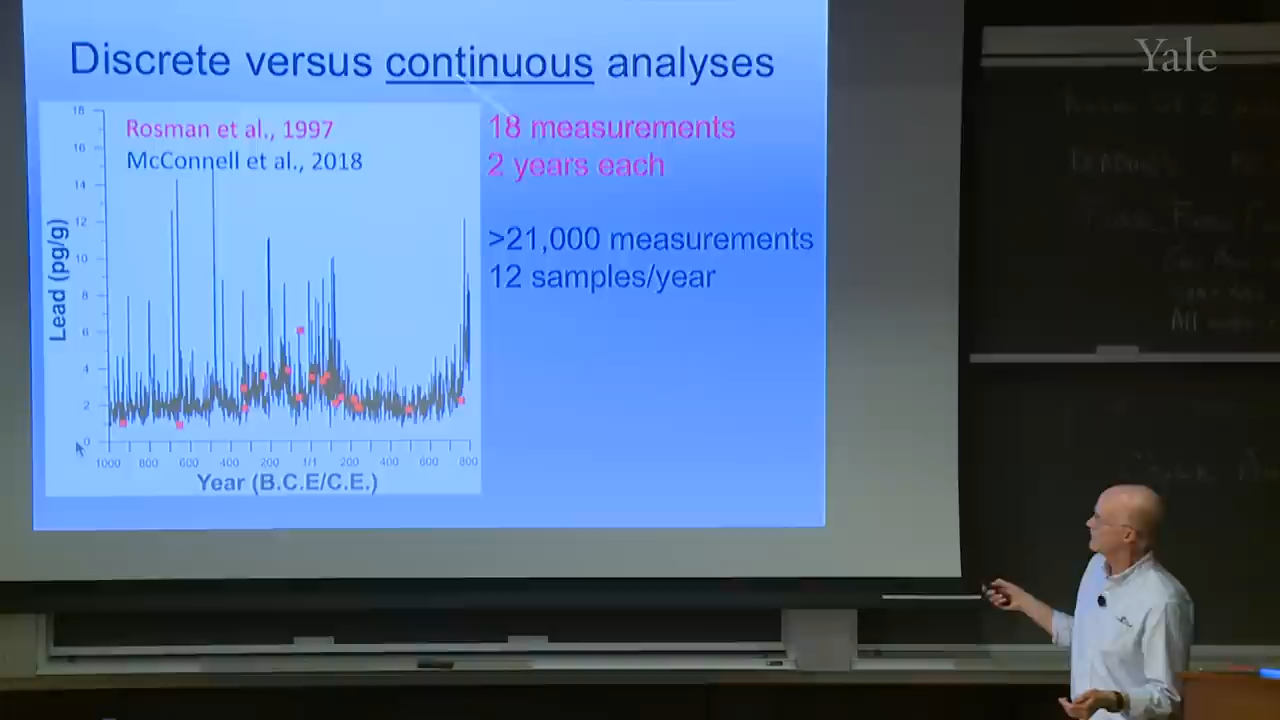 Discrete versus continuous analyses
Yale
Rosman et al., 1997
McConnell et al., 2018
18 measurements
2 years each
>21,000 measurements
12 samples/year
Lead (pg/g)
18
16
14
12
10
8
6
4
2
0
1000 800 600 400 200 1/1 200 400 600 800
Year (B.C.E/C.E.)
All